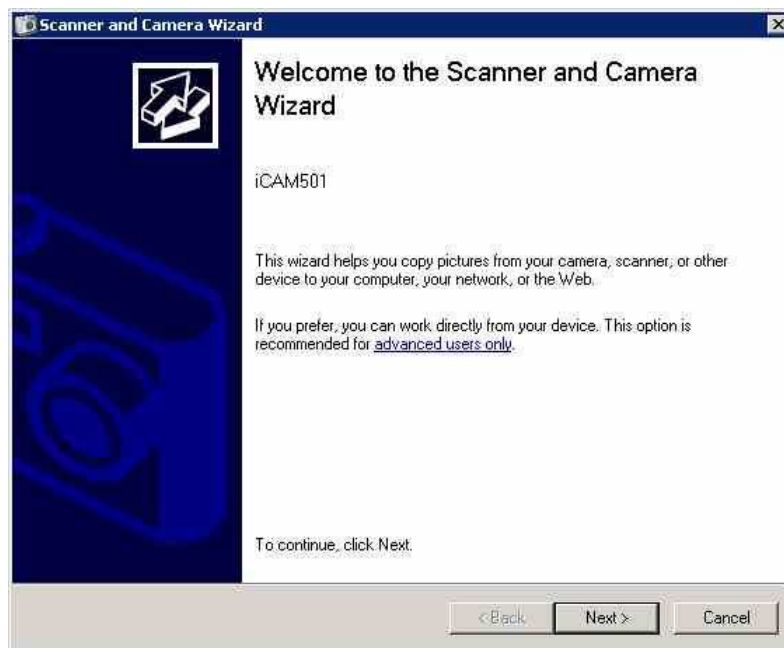 Scanner and Camera Wizard
Welcome to the Scanner and Camera
Wizard
iCAM501
This wizard helps you copy pictures from your camera, scanner, or other
device to your computer, your network, or the Web.
If you prefer, you can work directly from your device. This option is
recommended for advanced users only.
To continue, click Next.
< Back
Next >
Cancel